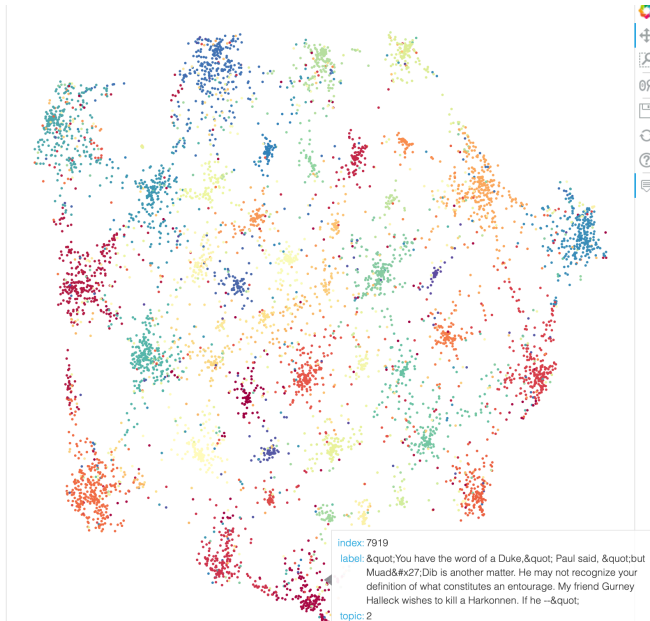 index: 7919
label: &quot;You have the word of a Duke,&quot; Paul said, &quot;but
Muad&#x27;Dib is another matter. He may not recognize your
definition of what constitutes an entourage. My friend Gurney
Halleck wishes to kill a Harkonnen. If he --&quot;
topic: 2